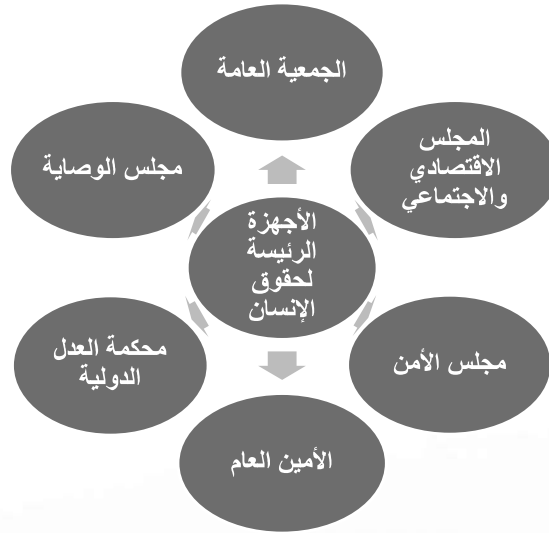 الجمعية العامة
المجلس
الاقتصادي
والاجتماعي
مجلس الوصاية
الأجهزة
الرئيسة
لحقوق
الإنسان
مجلس الأمن
محكمة العدل
الدولية
الأمين العام